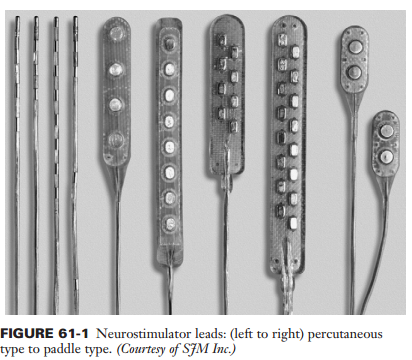 FIGURE 61-1 Neurostimulator leads: (left to right) percutaneous
type to paddle type. (Courtesy of SJM Inc.)